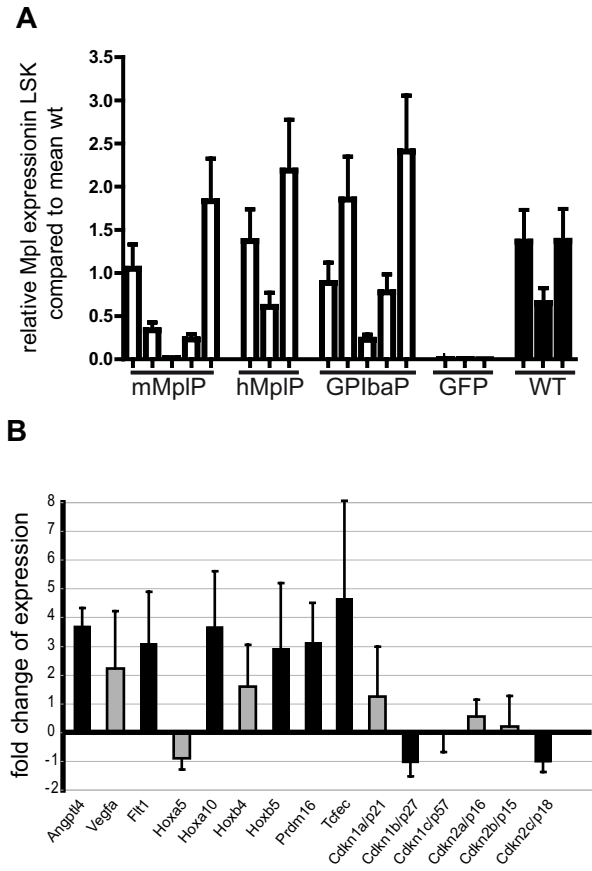 A
relative Mpl expressionin LSK
compared to mean wt
3.5
3.0
2.5
2.0
1.5
1.0
0.5
0.0
mMplP hMplP GPIbaP GFP WT
B
fold change of expression
8
7
6
5
4
3
2
1
0
-1
-2
Angptl4 Vegfa Flt1 Hoxa5 Hoxa10 Hoxb4 Hoxb5 Prdm16 Tcfec Cdkn1a/p21 Cdkn1b/p27 Cdkn1c/p57 Cdkn2a/p16 Cdkn2b/p15 Cdkn2c/p18